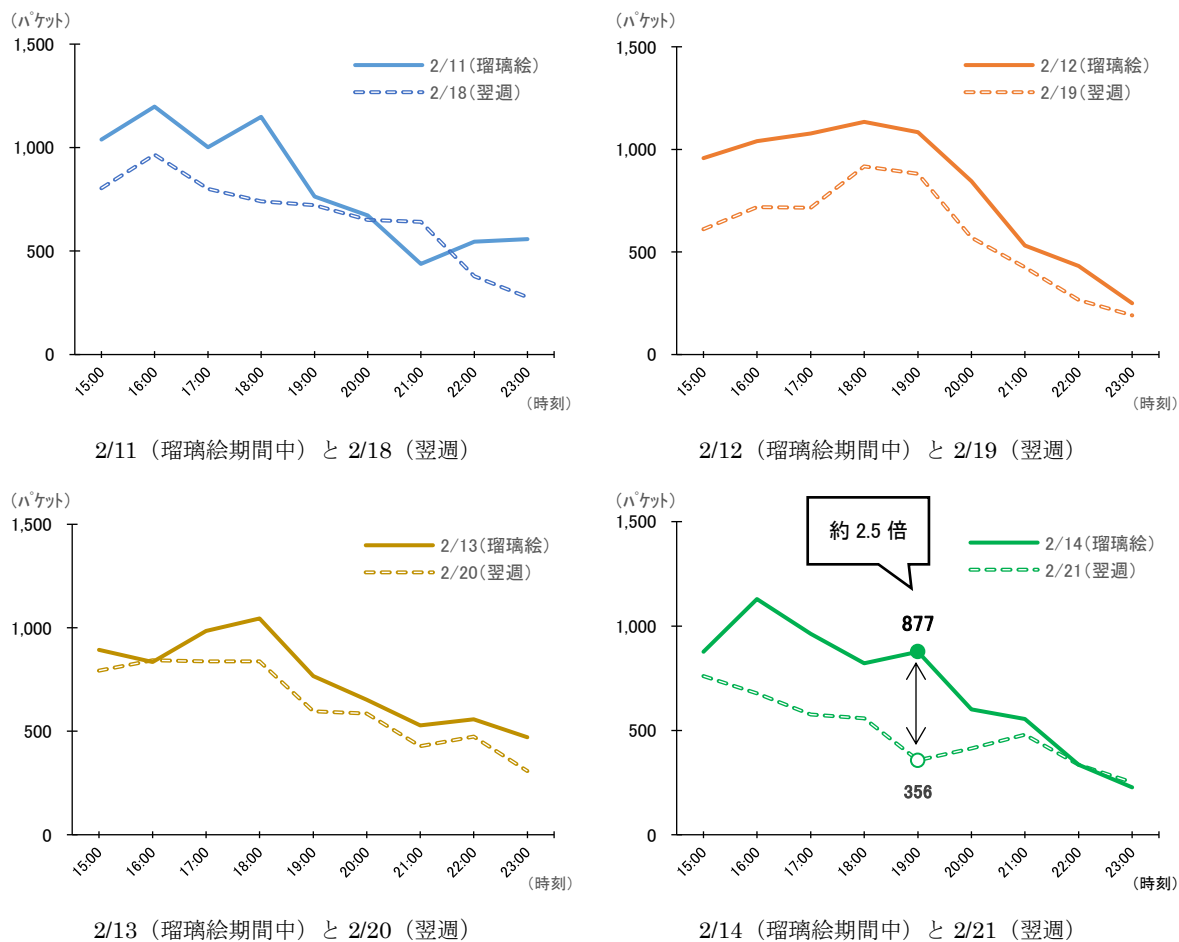 (パケット)
1,500
1,000
500
0
2/11(瑠璃絵)
2/18(翌週)
15:00
16:00
17:00
18:00
19:00
20:00
21:00
22:00
23:00
(時刻)
2/11（瑠璃絵期間中）と 2/18（翌週）
(パケット)
1,500
1,000
500
0
2/12(瑠璃絵)
2/19(翌週)
15:00
16:00
17:00
18:00
19:00
20:00
21:00
22:00
23:00
(時刻)
2/12（瑠璃絵期間中）と 2/19（翌週）
(パケット)
1,500
1,000
500
0
2/13(瑠璃絵)
2/20(翌週)
15:00
16:00
17:00
18:00
19:00
20:00
21:00
22:00
23:00
(時刻)
2/13（瑠璃絵期間中）と 2/20（翌週）
(パケット)
1,500
1,000
500
0
約 2.5 倍
2/14(瑠璃絵)
2/21(翌週)
877
356
15:00
16:00
17:00
18:00
19:00
20:00
21:00
22:00
23:00
(時刻)
2/14（瑠璃絵期間中）と 2/21（翌週）